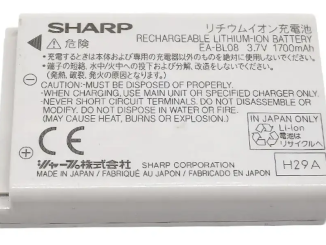 SHARP
リチウムイオン充電池
RECHARGEABLE LITHIUM-ION BATTERY
EA-BL08 3.7V 1700mAh
⚠危険
・充電するときは本体および専用の充電器以外のものを絶対に使用しないでください。
・端子の短絡、水中/火中への投下および分解、改造をしないでください。
(発熱、破裂、発火の原因となります。)
CAUTION:･MUST BE DISPOSED OF PROPERLY.
･WHEN CHARGING, USE MAIN UNIT OR SPECIFIED CHARGER ONLY.
･NEVER SHORT CIRCUIT TERMINALS. DO NOT DISASSEMBLE OR
MODIFY. DO NOT DISPOSE IN WATER OR FIRE.
(MAY CAUSE HEAT, BURNS OR EXPLOSION.)
IN JAPAN ONLY
Li-ion
充電式電池は
リサイクルへ
シャープ株式会社 SHARP CORPORATION
MADE IN JAPAN / FABRIQUÉ AU JAPON / FABRICADO EN JAPÓN
H29A